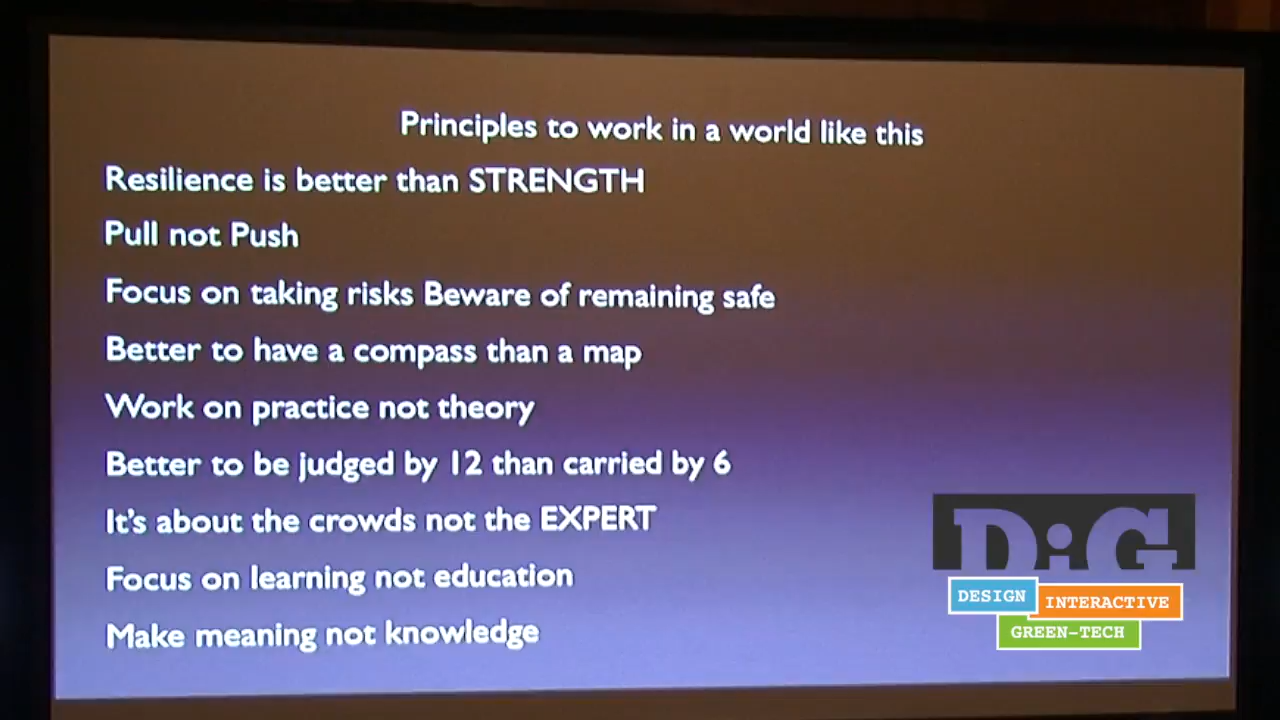 Principles to work in a world like this
Resilience is better than STRENGTH
Pull not Push
Focus on taking risks Beware of remaining safe
Better to have a compass than a map
Work on practice not theory
Better to be judged by 12 than carried by 6
It's about the crowds not the EXPERT
Focus on learning not education
Make meaning not knowledge
DiG
DESIGN
INTERACTIVE
GREEN-TECH